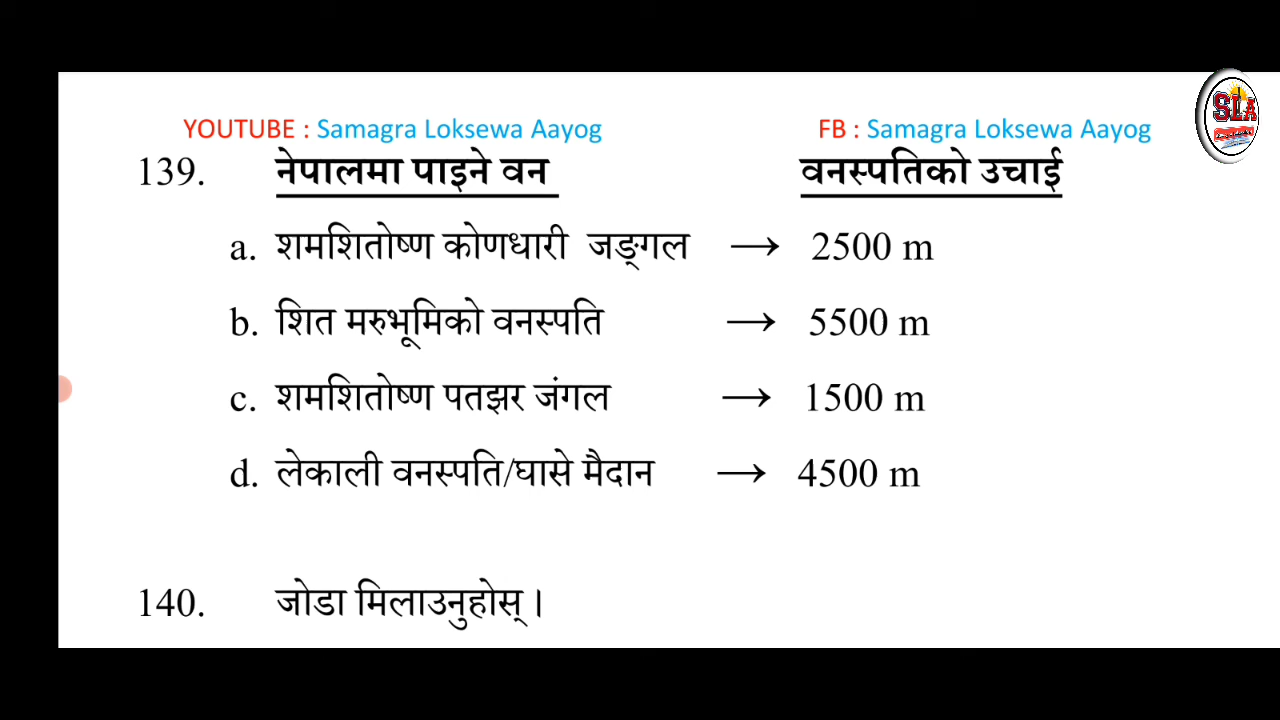 YOUTUBE : Samagra Loksewa Aayog FB : Samagra Loksewa Aayog
SLA
139. नेपालमा पाइने वन वनस्पतिको उचाई
a. शमशितोष्ण कोणधारी जङ्गल → 2500 m
b. शित मरुभूमिको वनस्पति → 5500 m
c. शमशितोष्ण पतझर जंगल → 1500 m
d. लेकाली वनस्पति/घासे मैदान → 4500 m
140. जोडा मिलाउनुहोस् ।